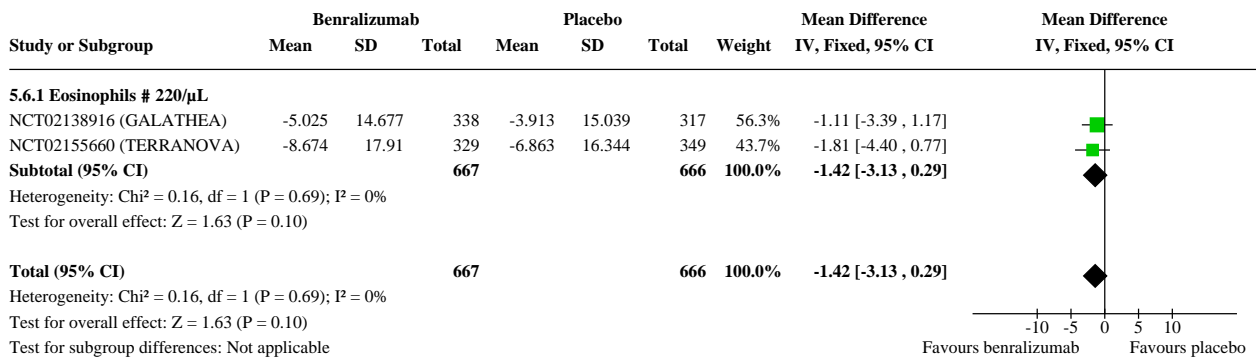 Benralizumab Placebo Mean Difference Mean Difference
Study or Subgroup Mean SD Total Mean SD Total Weight IV, Fixed, 95% CI IV, Fixed, 95% CI
5.6.1 Eosinophils # 220/µL
NCT02138916 (GALATHEA) -5.025 14.677 338 -3.913 15.039 317 56.3% -1.11 [-3.39 , 1.17]
NCT02155660 (TERRANOVA) -8.674 17.91 329 -6.863 16.344 349 43.7% -1.81 [-4.40 , 0.77]
Subtotal (95% CI) 667 666 100.0% -1.42 [-3.13 , 0.29]
Heterogeneity: Chi² = 0.16, df = 1 (P = 0.69); I² = 0%
Test for overall effect: Z = 1.63 (P = 0.10)
Total (95% CI) 667 666 100.0% -1.42 [-3.13 , 0.29]
Heterogeneity: Chi² = 0.16, df = 1 (P = 0.69); I² = 0%
Test for overall effect: Z = 1.63 (P = 0.10)
-10 -5 0 5 10
Test for subgroup differences: Not applicable Favours benralizumab Favours placebo